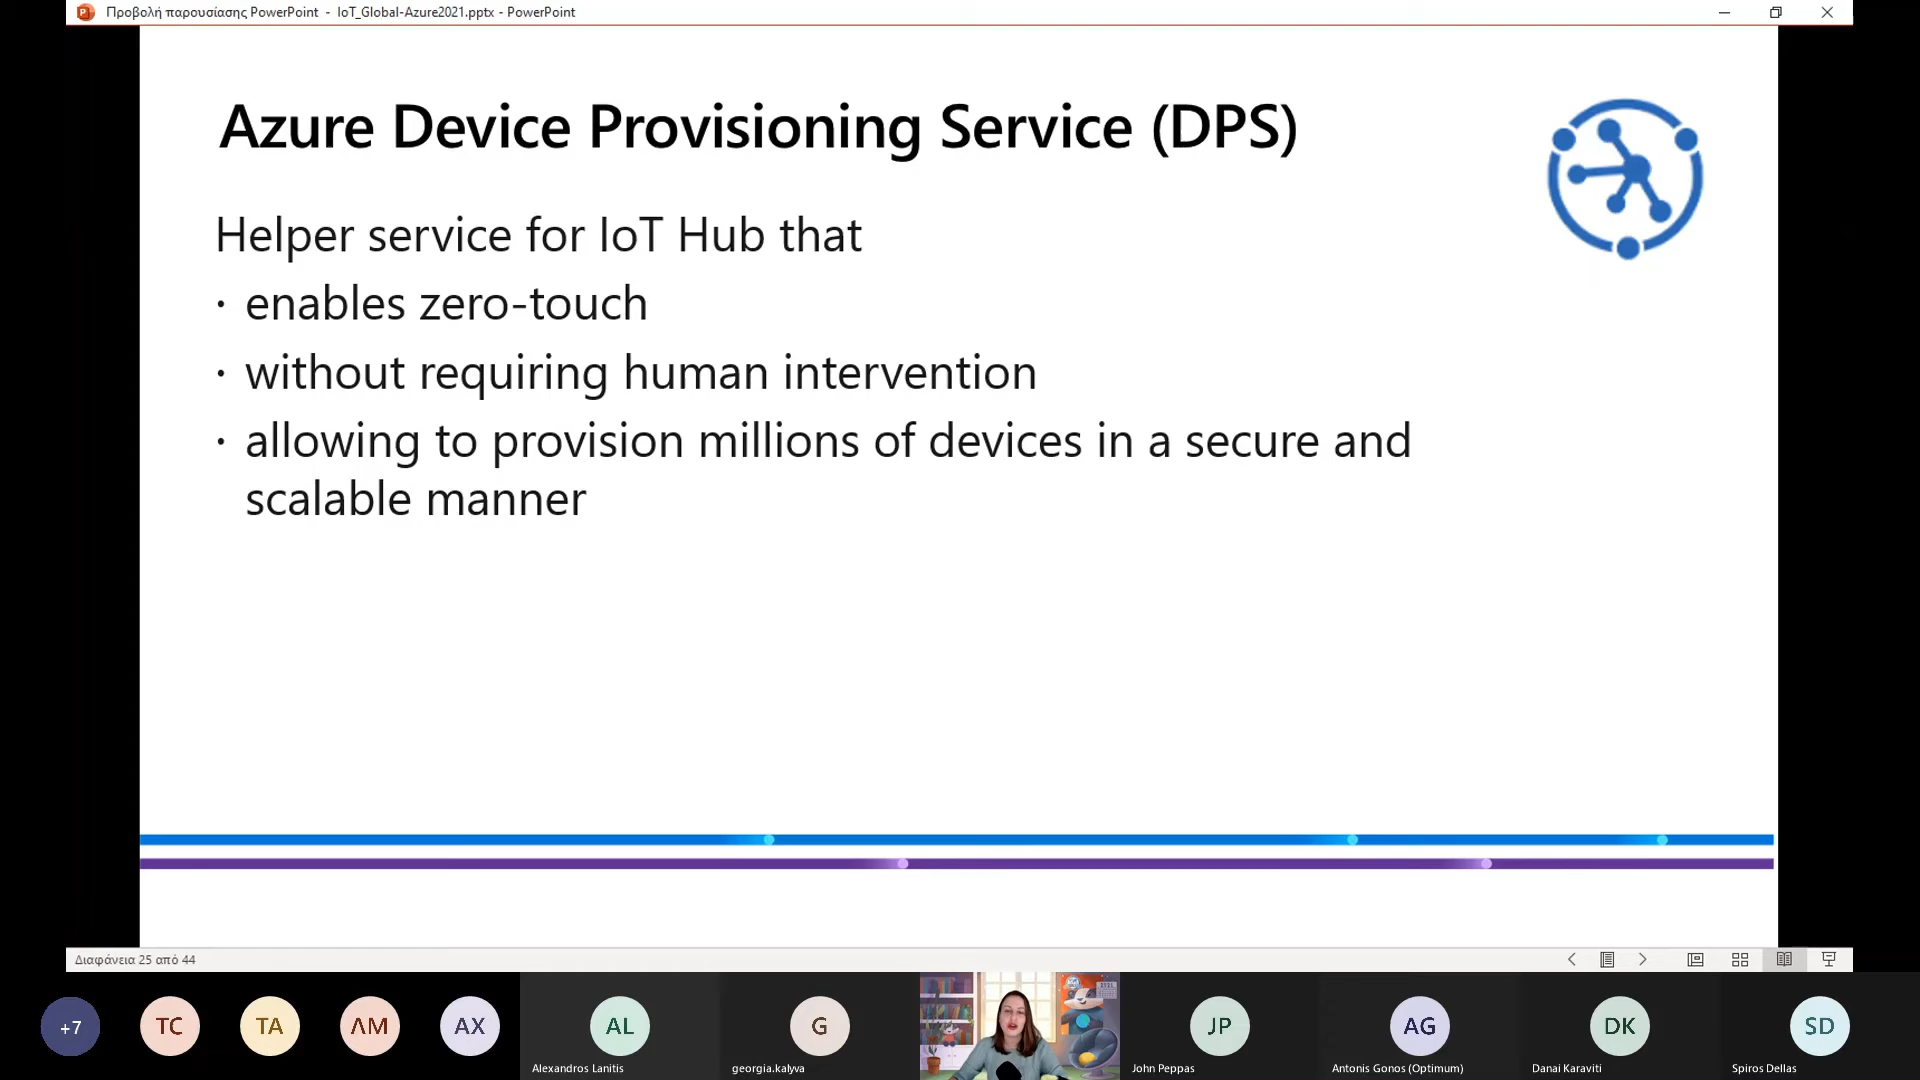 Προβολή παρουσίασης PowerPoint - IoT_Global-Azure2021.pptx - PowerPoint
Azure Device Provisioning Service (DPS)
Helper service for IoT Hub that
· enables zero-touch
· without requiring human intervention
· allowing to provision millions of devices in a secure and
scalable manner
Διαφάνεια 25 από 44
+7
TC
TA
ΛM
AX
AL
G
JP
AG
DK
SD
Alexandros Lanitis
georgia.kalyva
John Peppas
Antonis Gonos (Optimum)
Danai Karaviti
Spiros Dellas